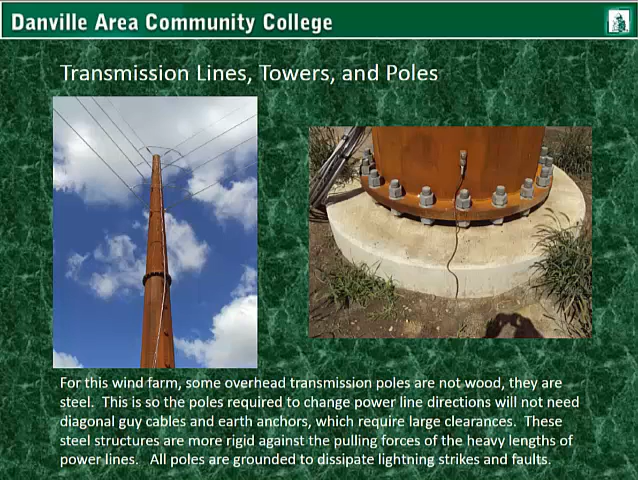 Danville Area Community College
Transmission Lines, Towers, and Poles
For this wind farm, some overhead transmission poles are not wood, they are
steel.  This is so the poles required to change power line directions will not need
diagonal guy cables and earth anchors, which require large clearances.  These
steel structures are more rigid against the pulling forces of the heavy lengths of
power lines.   All poles are grounded to dissipate lightning strikes and faults.